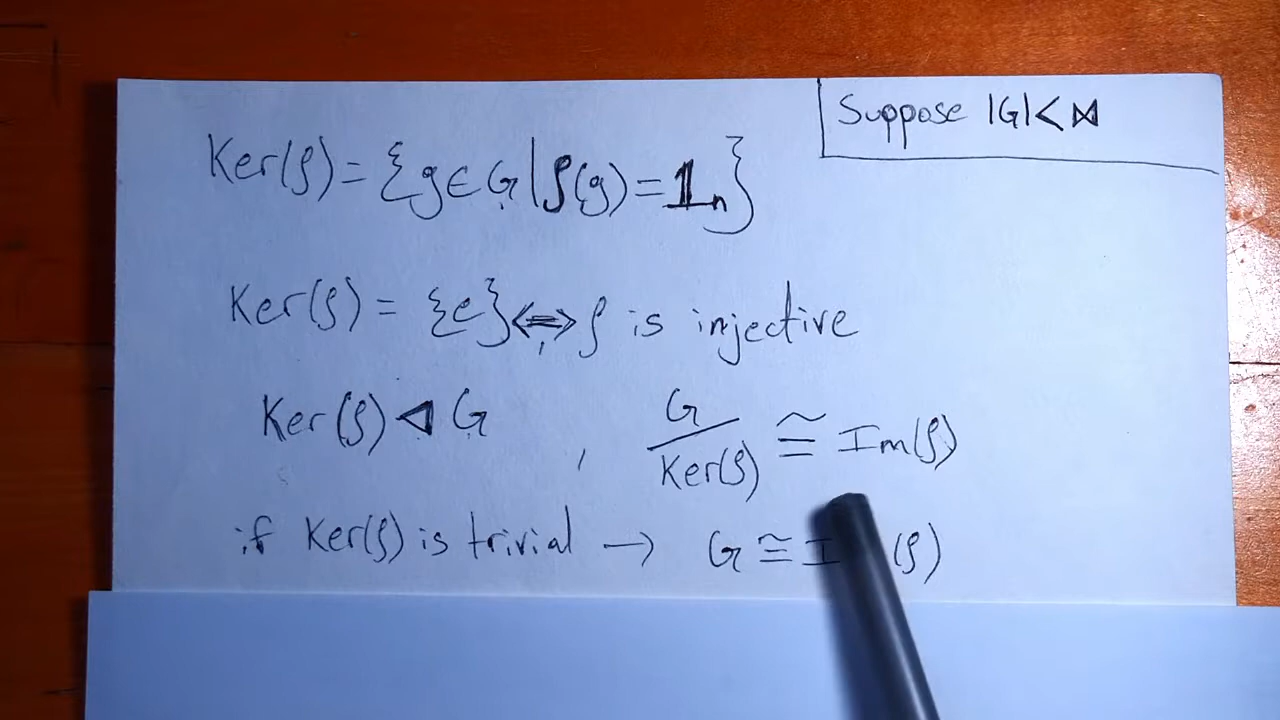 Suppose |G| < ∞
Ker(ρ) = {g ∈ G | ρ(g) = 1ₙ}
Ker(ρ) = {e} ⟺ ρ is injective
Ker(ρ) ◁ G , G / Ker(ρ) ≅ Im(ρ)
if Ker(ρ) is trivial → G ≅ I (ρ)